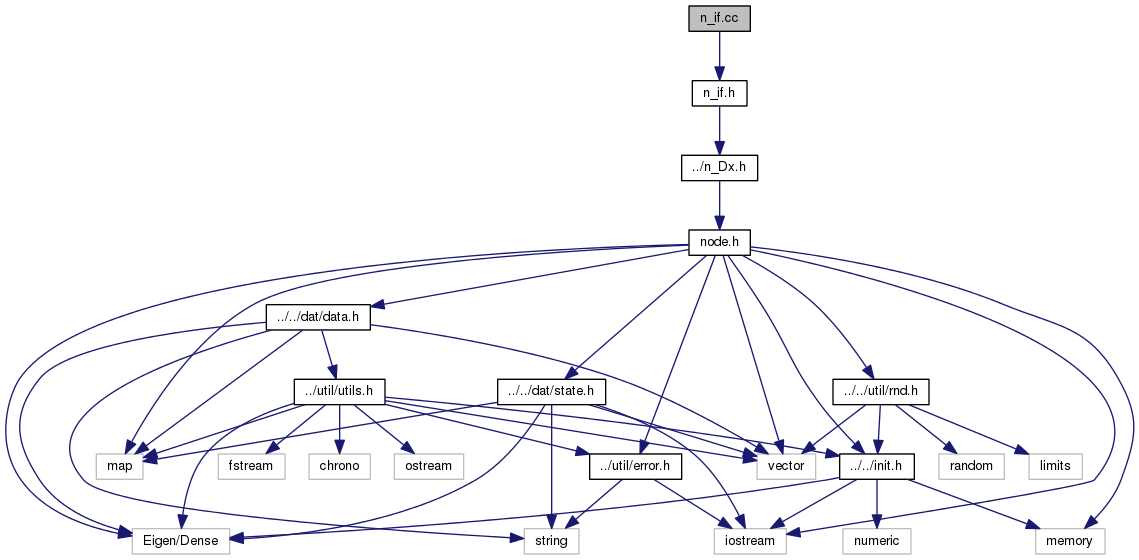 n_if.cc
n_if.h
../n_Dx.h
node.h
../../dat/data.h
../util/utils.h
../../dat/state.h
../../util/rnd.h
map
fstream
chrono
ostream
../util/error.h
vector
../../init.h
random
limits
Eigen/Dense
string
iostream
numeric
memory